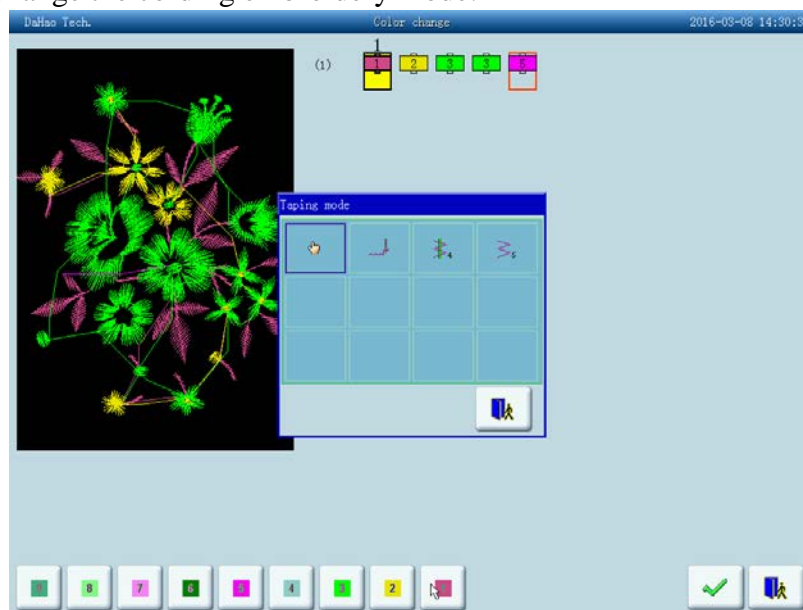 DaHao Tech. Color change 2016-03-08 14:30:3
1
(1) 1 2 3 3 5
Taping mode
4 5
8 7 6 5 4 3 2